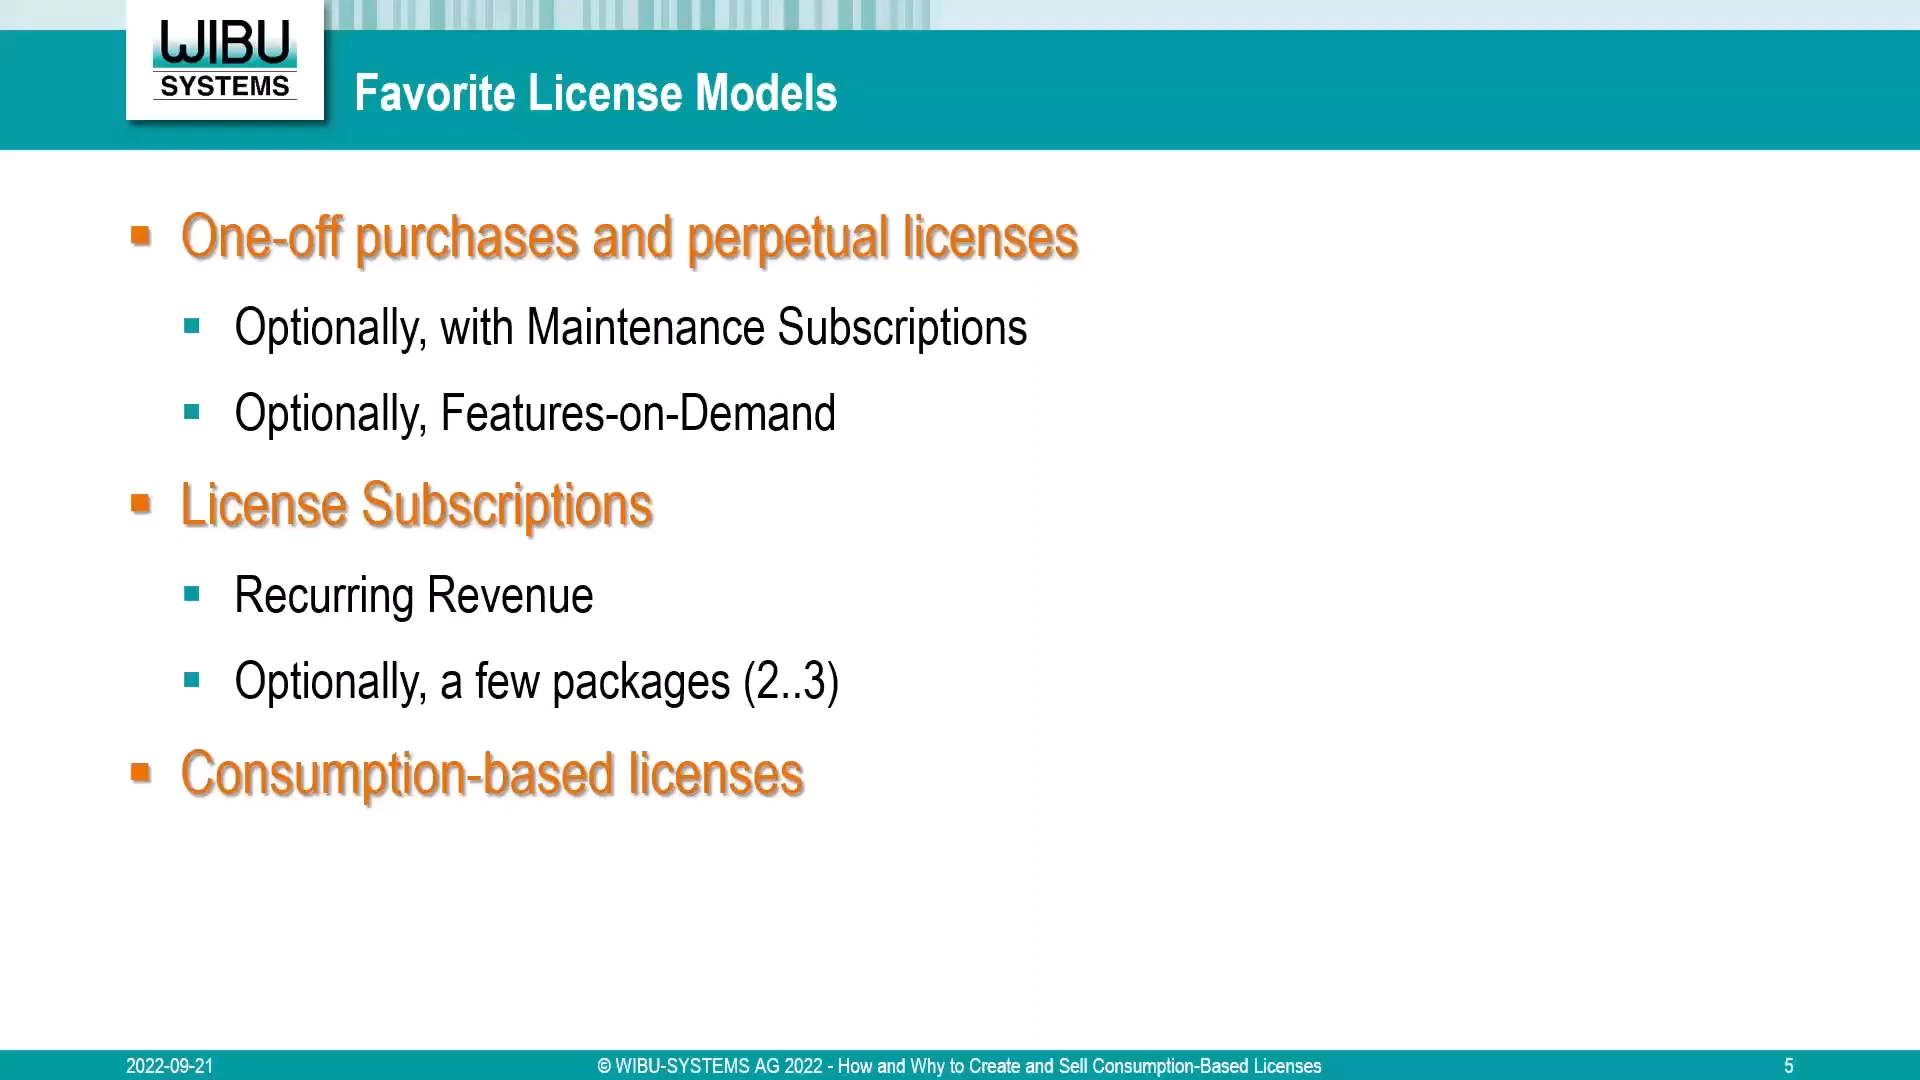 WIBU
SYSTEMS
Favorite License Models
One-off purchases and perpetual licenses
Optionally, with Maintenance Subscriptions
Optionally, Features-on-Demand
License Subscriptions
Recurring Revenue
Optionally, a few packages (2..3)
Consumption-based licenses
2022-09-21
© WIBU-SYSTEMS AG 2022 - How and Why to Create and Sell Consumption-Based Licenses
5